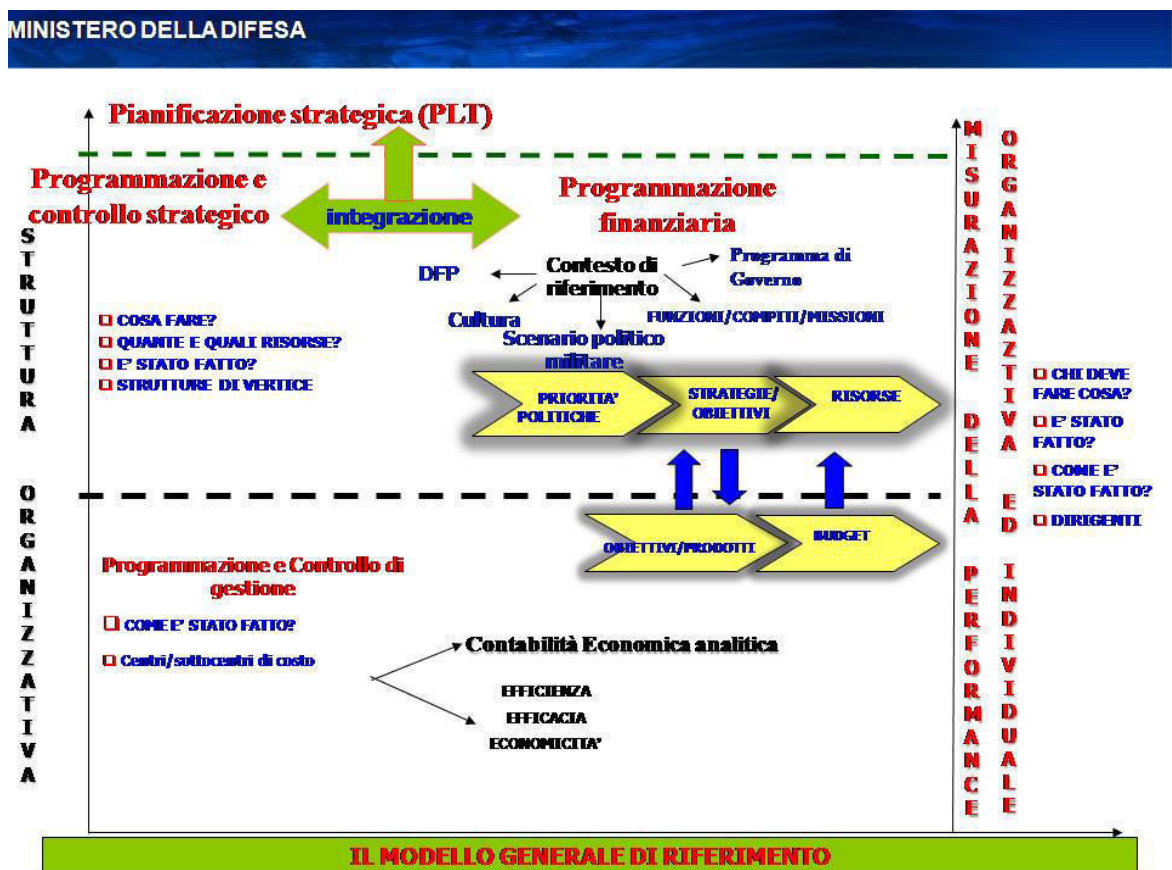 MINISTERO DELLA DIFESA
Pianificazione strategica (PLT)
Programmazione e
controllo strategico
integrazione
Programmazione
finanziaria
DFP
Contesto di
riferimento
Programma di
Governo
Cultura
Scenario politico
militare
FUNZIONI/COMPITI/MISSIONI
COSA FARE?
QUANTE E QUALI RISORSE?
E' STATO FATTO?
STRUTTURE DI VERTICE
PRIORITA'
POLITICHE
STRATEGIE/
OBIETTIVI
RISORSE
OBIETTIVI/PRODOTTI
BUDGET
Programmazione e Controllo di
gestione
COME E' STATO FATTO?
Centri/sottocentri di costo
Contabilità Economica analitica
EFFICIENZA
EFFICACIA
ECONOMICITA'
STRUTTURA ORGANIZZATIVA
MISURAZIONE DELLA PERFORMANCE
ORGANIZZAZTIVA ED INDIVIDUALE
CHI DEVE
FARE COSA?
E' STATO
FATTO?
COME E'
STATO FATTO?
DIRIGENTI
IL MODELLO GENERALE DI RIFERIMENTO